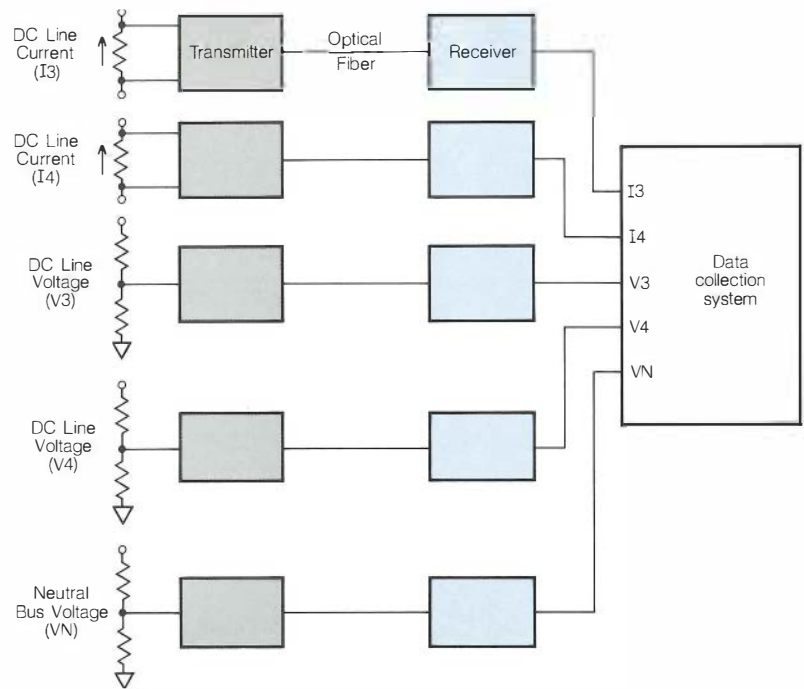 DC Line
Current
(I3)
Transmitter
Optical
Fiber
Receiver
DC Line
Current
(I4)
DC Line
Voltage
(V3)
DC Line
Voltage
(V4)
Neutral
Bus Voltage
(VN)
I3
I4
V3
V4
VN
Data
collection
system